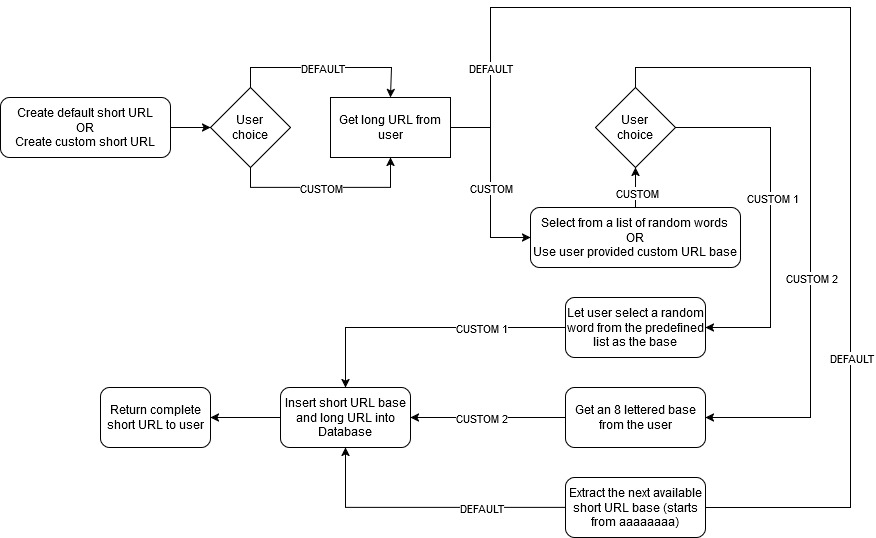 Create default short URL
OR
Create custom short URL
User
choice
DEFAULT
CUSTOM
Get long URL from
user
DEFAULT
CUSTOM
Select from a list of random words
OR
Use user provided custom URL base
CUSTOM
User
choice
CUSTOM 1
CUSTOM 2
DEFAULT
Let user select a random
word from the predefined
list as the base
CUSTOM 1
Get an 8 lettered base
from the user
CUSTOM 2
Extract the next available
short URL base (starts
from aaaaaaaa)
DEFAULT
Insert short URL base
and long URL into
Database
Return complete
short URL to user